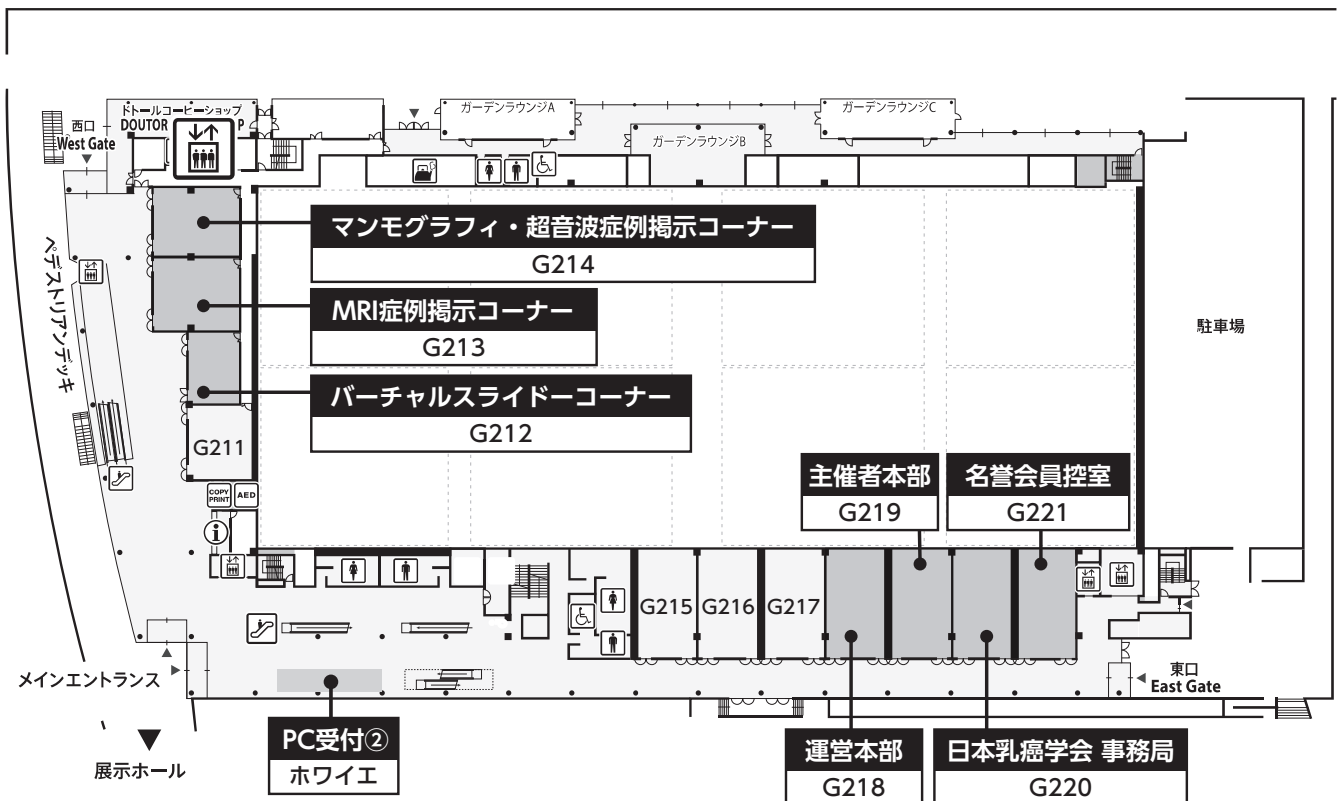 ドトールコーヒーショップ
DOUTOR P
西口
West Gate
ガーデンラウンジA
ガーデンラウンジB
ガーデンラウンジC
ペデストリアンデッキ
マンモグラフィ・超音波症例掲示コーナー
G214
MRI症例掲示コーナー
G213
バーチャルスライドーコーナー
G212
G211
駐車場
COPY
PRINT
AED
i
主催者本部
G219
名誉会員控室
G221
G215
G216
G217
メインエントランス
東口
East Gate
展示ホール
PC受付②
ホワイエ
運営本部
G218
日本乳癌学会 事務局
G220